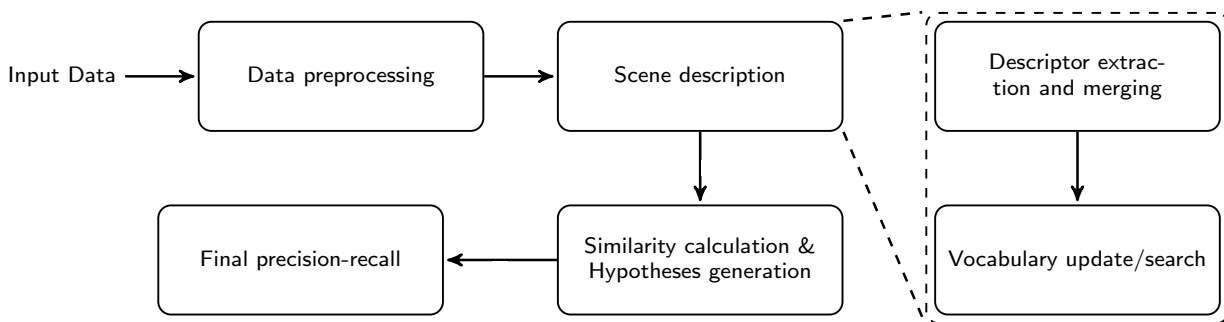 Input Data
Data preprocessing
Scene description
Descriptor extrac-
tion and merging
Final precision-recall
Similarity calculation &
Hypotheses generation
Vocabulary update/search